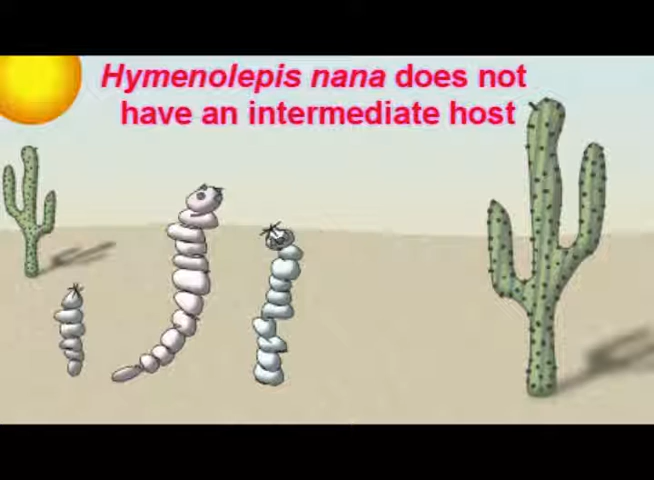 Hymenolepis nana does not
have an intermediate host